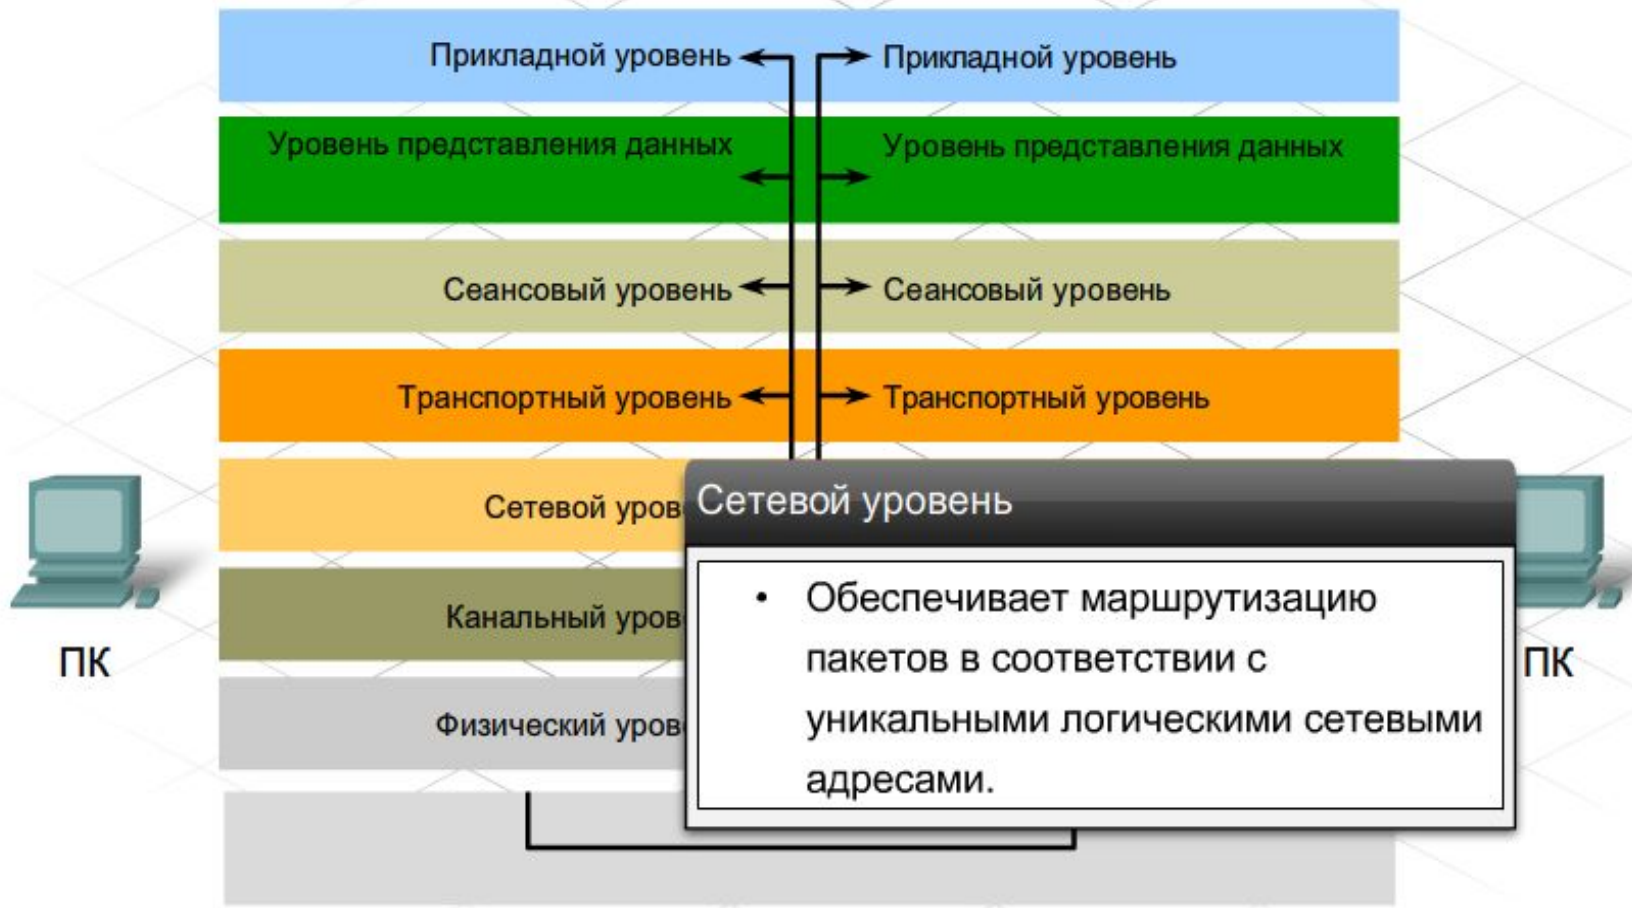 Прикладной уровень
Прикладной уровень
Уровень представления данных
Уровень представления данных
Сеансовый уровень
Сеансовый уровень
Транспортный уровень
Транспортный уровень
Сетевой уров
Сетевой уровень
Канальный уров
Физический уров
• Обеспечивает маршрутизацию
пакетов в соответствии с
уникальными логическими сетевыми
адресами.
ПК
ПК